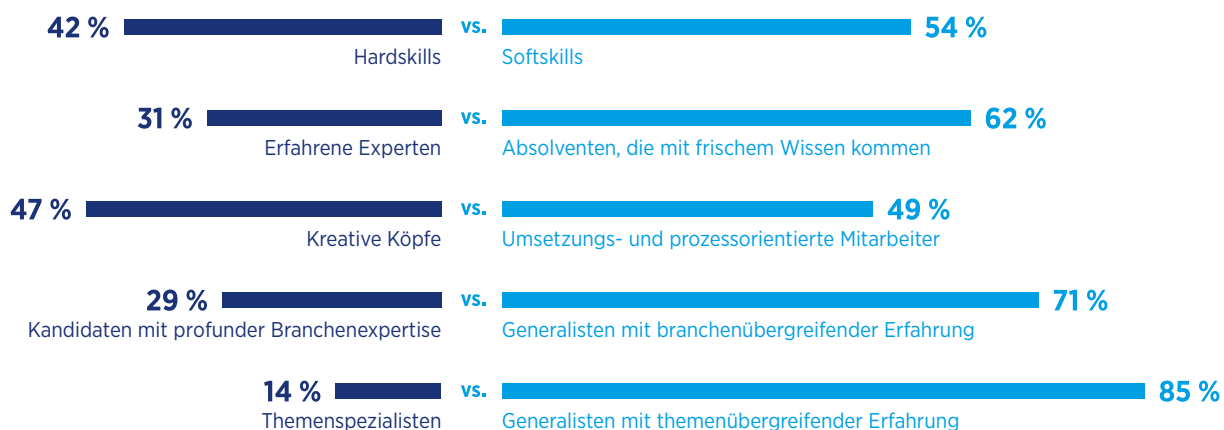 42 % vs. 54 %
Hardskills Softskills
31 % vs. 62 %
Erfahrene Experten Absolventen, die mit frischem Wissen kommen
47 % vs. 49 %
Kreative Köpfe Umsetzungs- und prozessorientierte Mitarbeiter
29 % vs. 71 %
Kandidaten mit profunder Branchenexpertise Generalisten mit branchenübergreifender Erfahrung
14 % vs. 85 %
Themenspezialisten Generalisten mit themenübergreifender Erfahrung